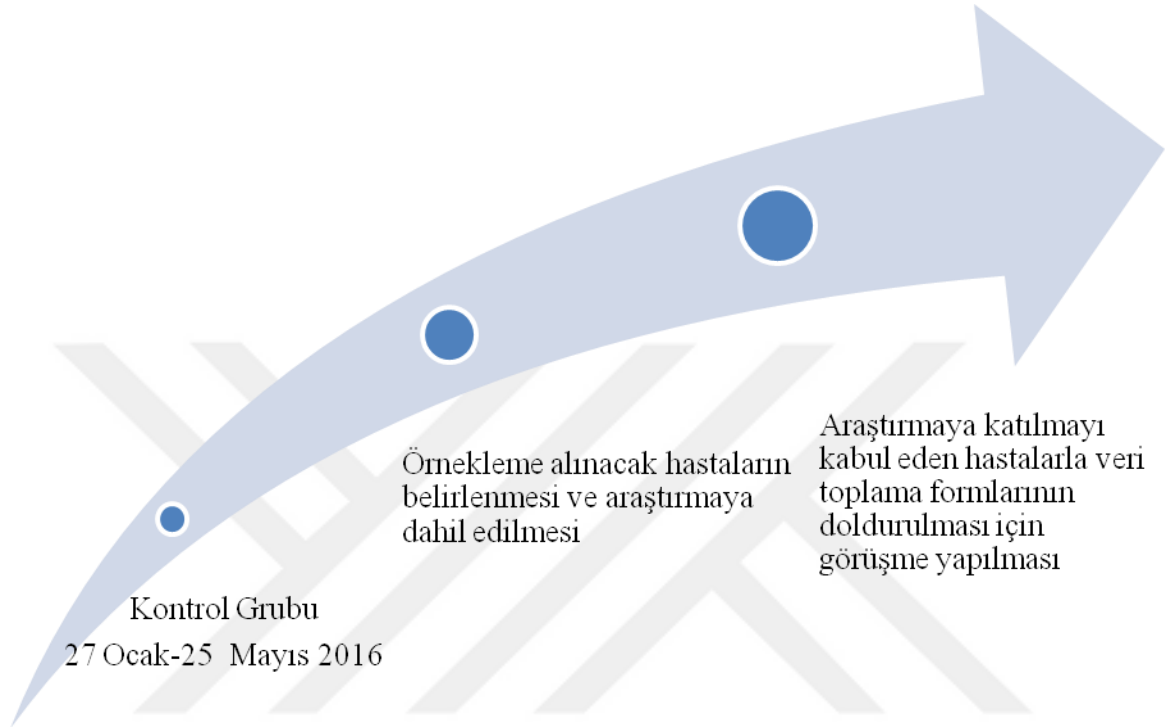 Kontrol Grubu
27 Ocak-25 Mayıs 2016
Örnekleme alınacak hastaların
belirlenmesi ve araştırmaya
dahil edilmesi
Araştırmaya katılmayı
kabul eden hastalarla veri
toplama formlarının
doldurulması için
görüşme yapılması